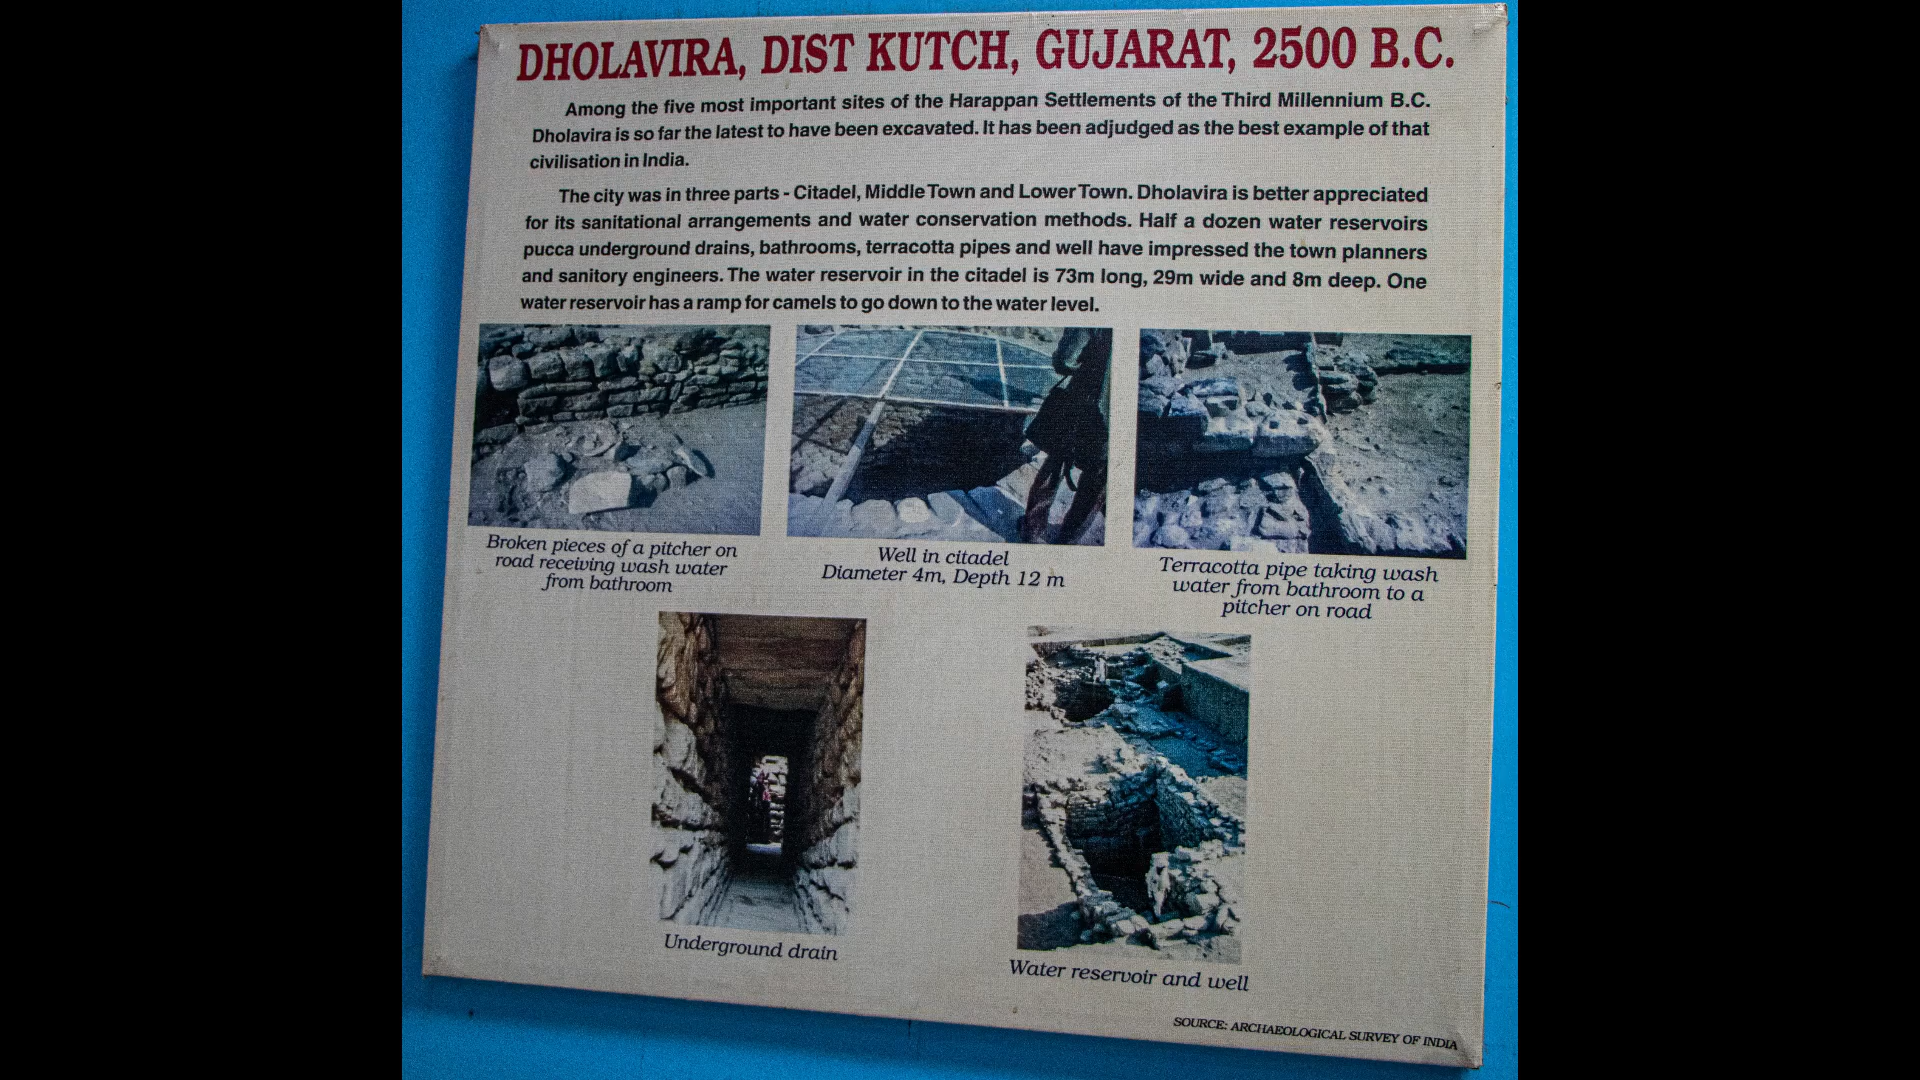 DHOLAVIRA, DIST KUTCH, GUJARAT, 2500 B.C.
Among the five most important sites of the Harappan Settlements of the Third Millennium B.C.
Dholavira is so far the latest to have been excavated. It has been adjudged as the best example of that
civilisation in India.
The city was in three parts - Citadel, Middle Town and Lower Town. Dholavira is better appreciated
for its sanitational arrangements and water conservation methods. Half a dozen water reservoirs
pucca underground drains, bathrooms, terracotta pipes and well have impressed the town planners
and sanitory engineers. The water reservoir in the citadel is 73m long, 29m wide and 8m deep. One
water reservoir has a ramp for camels to go down to the water level.
Broken pieces of a pitcher on
road receiving wash water
from bathroom
Well in citadel
Diameter 4m, Depth 12 m
Terracotta pipe taking wash
water from bathroom to a
pitcher on road
Underground drain
Water reservoir and well
SOURCE: ARCHAEOLOGICAL SURVEY OF INDIA